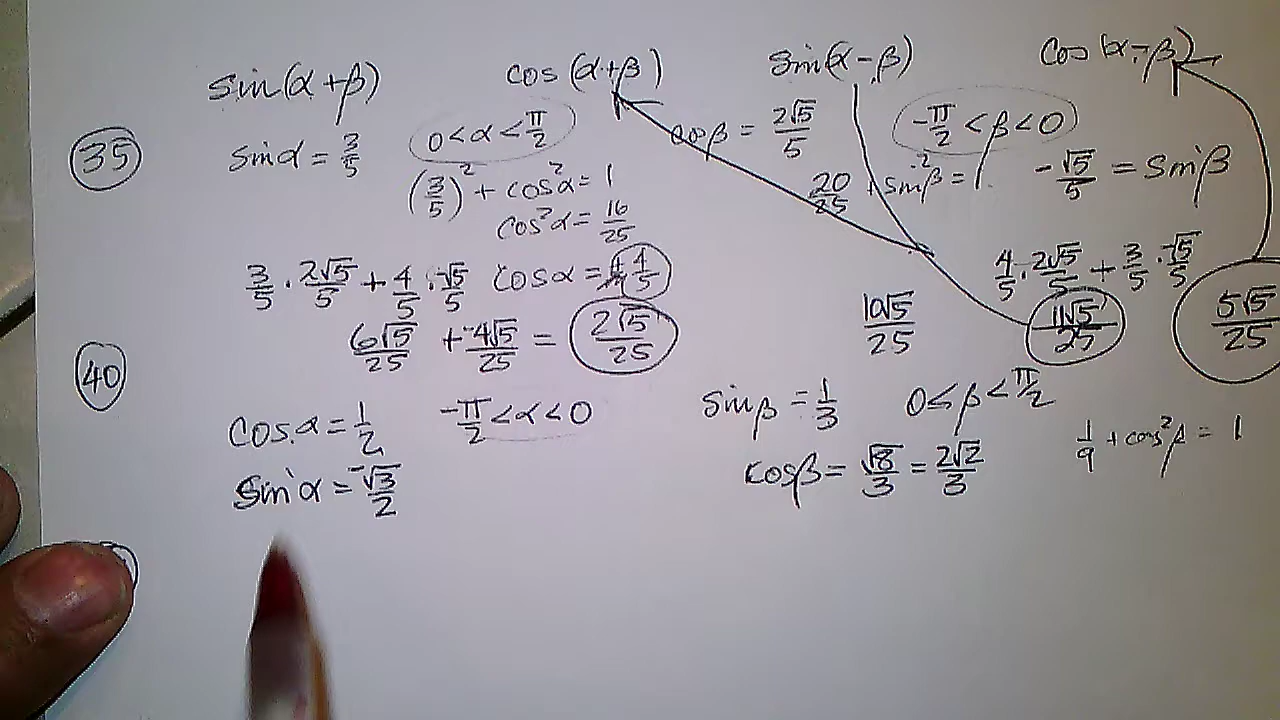 sin(α + β) cos(α+β) sin(α - β) cos(α - β)
35 sinα = 3/5 0 < α < π/2 cosβ = 2√5/5 -π/2 < β < 0
(3/5)² + cos²α = 1 20/25 + sin²β = 1 -√5/5 = sinβ
cos²α = 16/25
3/5 · 2√5/5 + 4/5 · -√5/5 cosα = 4/5 4/5 · 2√5/5 + 3/5 · -√5/5
6√5/25 + -4√5/25 = 2√5/25 10√5/25 11√5/25 5√5/25
40
cosα = 1/2 -π/2 < α < 0 sinβ = 1/3 0 ≤ β < π/2
1/9 + cos²β = 1
sinα = -√3/2 cosβ = √8/3 = 2√2/3